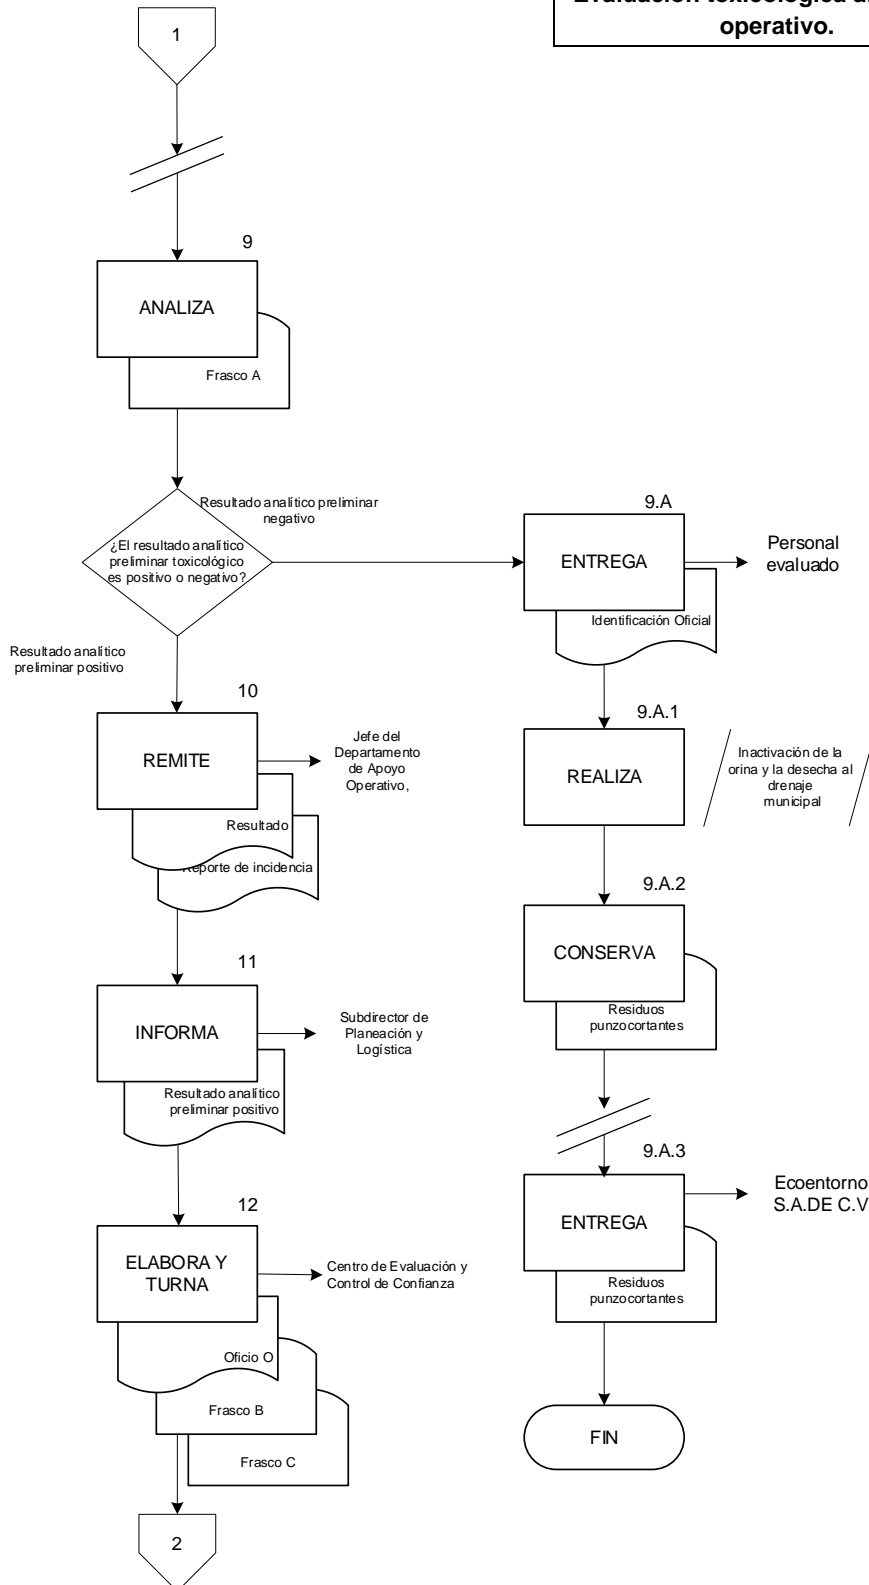 Evaluación toxicológica
operativo.
1
9
ANALIZA
Frasco A
Resultado analítico preliminar
negativo
¿El resultado analítico
preliminar toxicológico
es positivo o negativo?
Resultado analítico
preliminar positivo
9.A
ENTREGA
Identificación Oficial
Personal
evaluado
10
REMITE
Resultado
Reporte de incidencia
Jefe del
Departamento
de Apoyo
Operativo,
9.A.1
REALIZA
Inactivación de la
orina y la desecha al
drenaje
municipal
9.A.2
CONSERVA
Residuos
punzocortantes
11
INFORMA
Resultado analítico
preliminar positivo
Subdirector de
Planeación y
Logística
9.A.3
ENTREGA
Residuos
punzocortantes
Ecoentorno
S.A.DE C.V
12
ELABORA Y
TURNA
Oficio O
Frasco B
Frasco C
Centro de Evaluación y
Control de Confianza
FIN
2